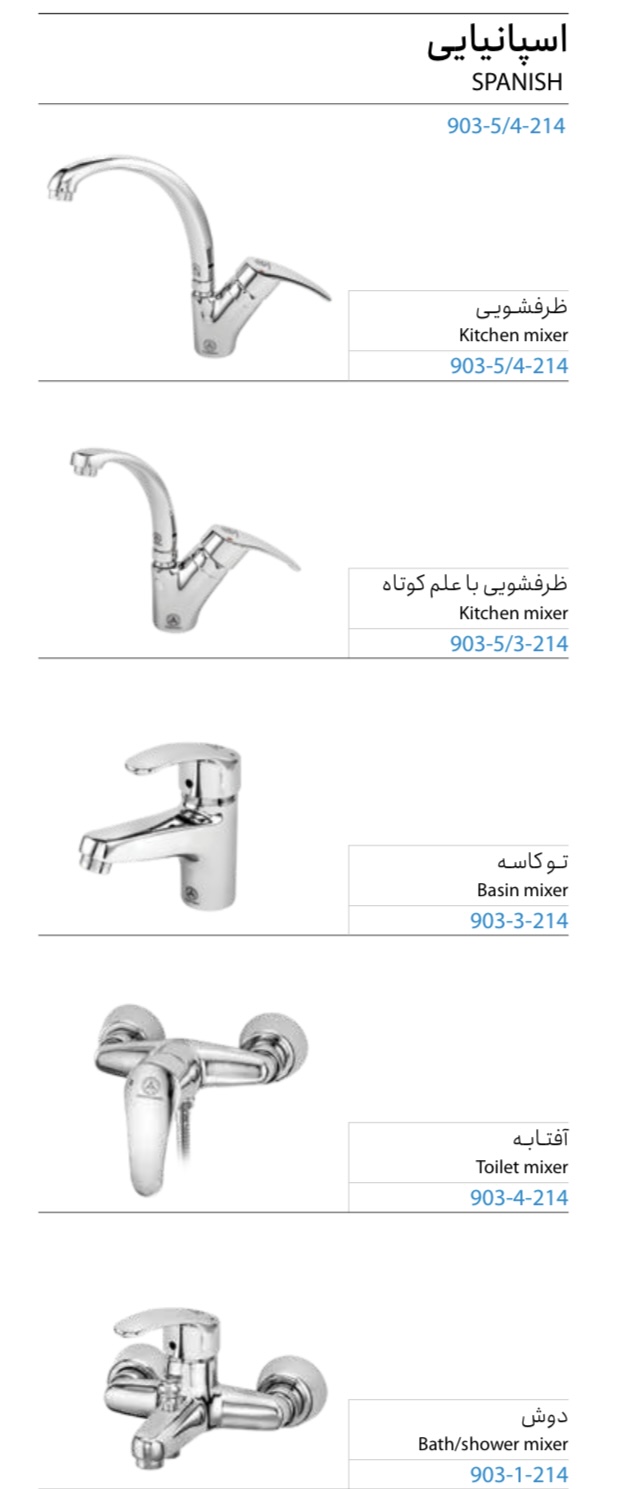 اسپانیایی
SPANISH
903-5/4-214
ظرفشویی
Kitchen mixer
903-5/4-214
ظرفشویی با علم کوتاه
Kitchen mixer
903-5/3-214
تو کاسه
Basin mixer
903-3-214
آفتابه
Toilet mixer
903-4-214
دوش
Bath/shower mixer
903-1-214